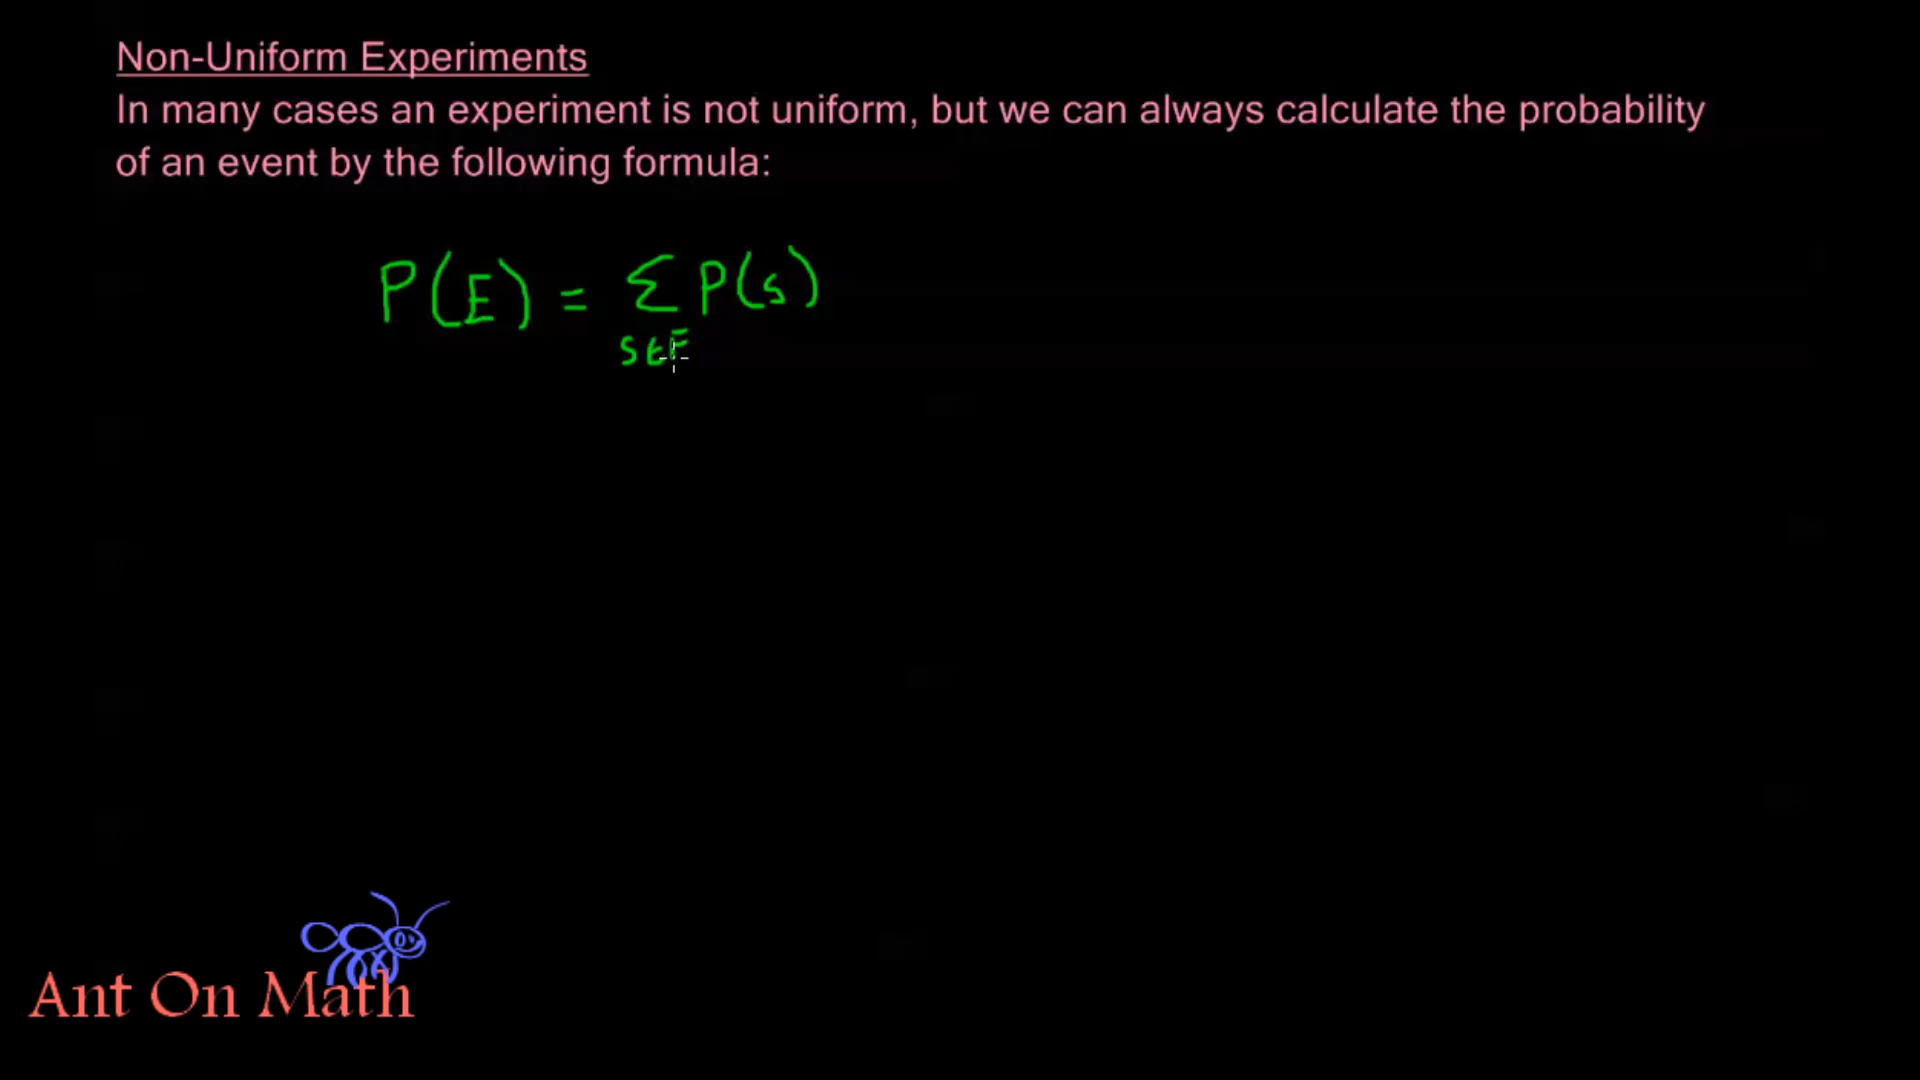 Non-Uniform Experiments
In many cases an experiment is not uniform, but we can always calculate the probability
of an event by the following formula:
P(E) = Σ P(s)
s∈E
Ant On Math